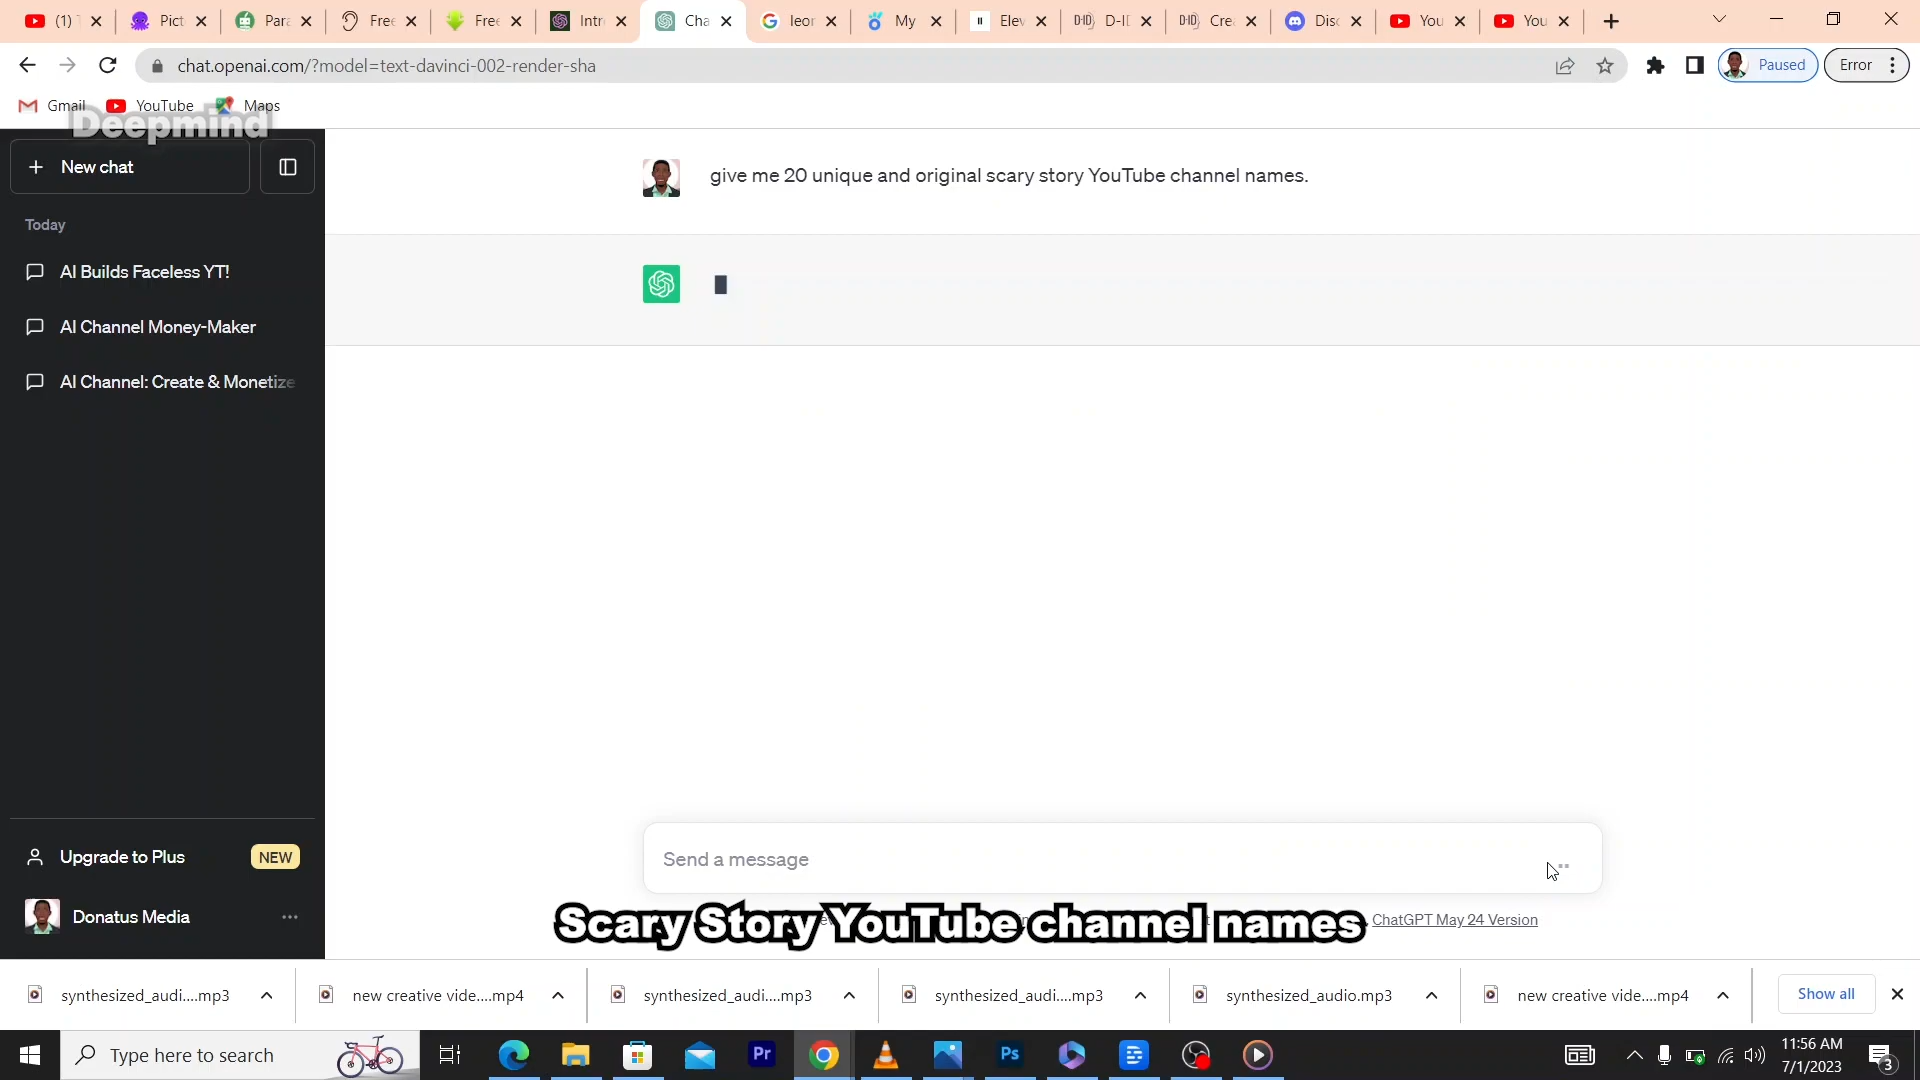 (1) T
Pict
Para
Free
Free
Intr
Cha
leor
My
Elev
D-ID
Crea
Disc
You
You
chat.openai.com/?model=text-davinci-002-render-sha
Paused
Error
Gmail
YouTube
Maps
Deepmind
New chat
give me 20 unique and original scary story YouTube channel names.
Today
AI Builds Faceless YT!
AI Channel Money-Maker
AI Channel: Create & Monetize
Upgrade to Plus
NEW
Send a message
Donatus Media
Scary Story YouTube channel names
ChatGPT May 24 Version
synthesized_audi....mp3
new creative vide....mp4
synthesized_audi....mp3
synthesized_audi....mp3
synthesized_audio.mp3
new creative vide....mp4
Show all
Type here to search
Pr
Ps
11:56 AM
7/1/2023
3